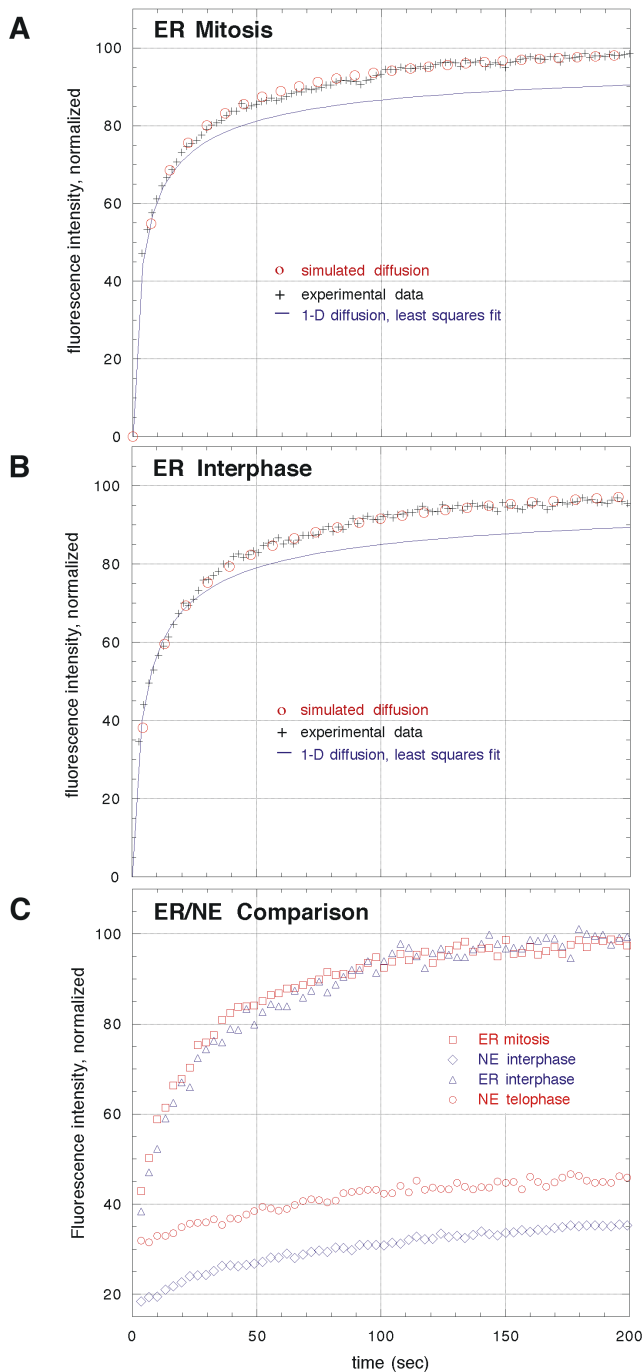 A
ER Mitosis
100
80
60
40
20
0
fluorescence intensity, normalized
simulated diffusion
experimental data
1-D diffusion, least squares fit
B
ER Interphase
100
80
60
40
20
0
fluorescence intensity, normalized
simulated diffusion
experimental data
1-D diffusion, least squares fit
C
ER/NE Comparison
100
80
60
40
20
Fluorescence intensity, normalized
ER mitosis
NE interphase
ER interphase
NE telophase
0 50 100 150 200
time (sec)